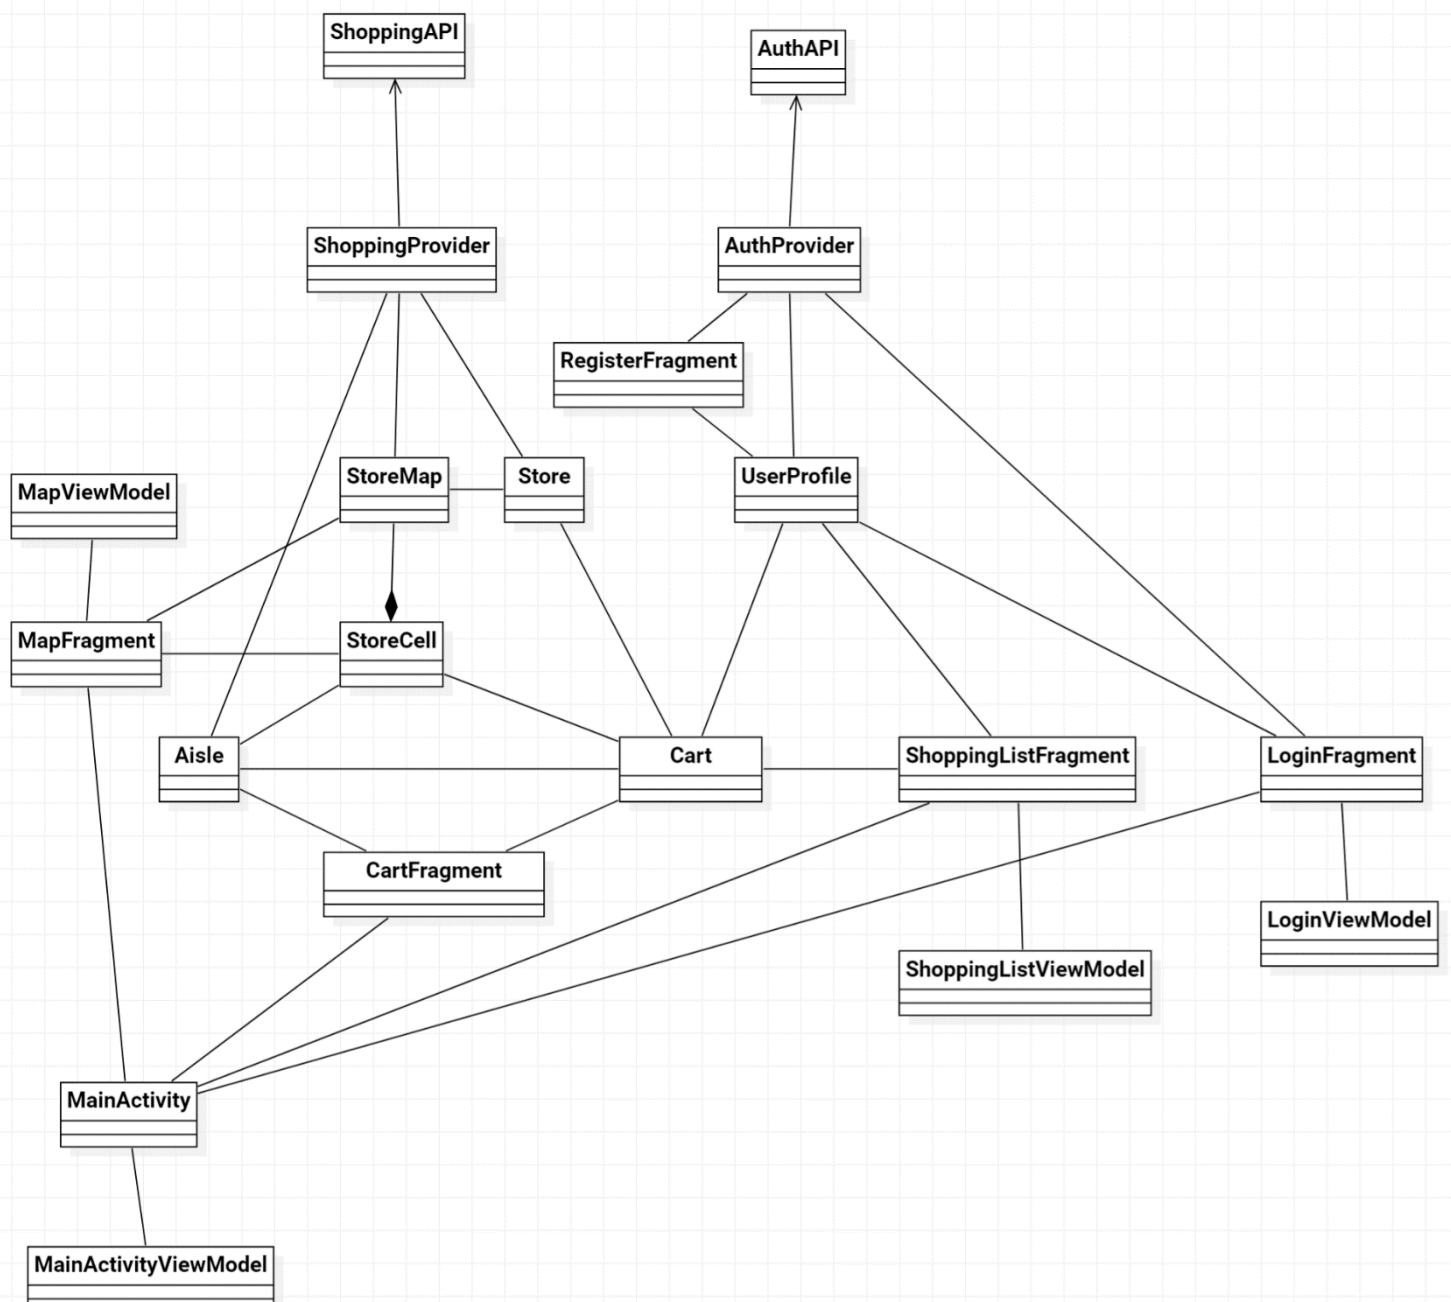 ShoppingAPI
AuthAPI
ShoppingProvider
AuthProvider
RegisterFragment
StoreMap
Store
UserProfile
MapViewModel
MapFragment
StoreCell
Aisle
Cart
ShoppingListFragment
LoginFragment
CartFragment
LoginViewModel
ShoppingListViewModel
MainActivity
MainActivityViewModel